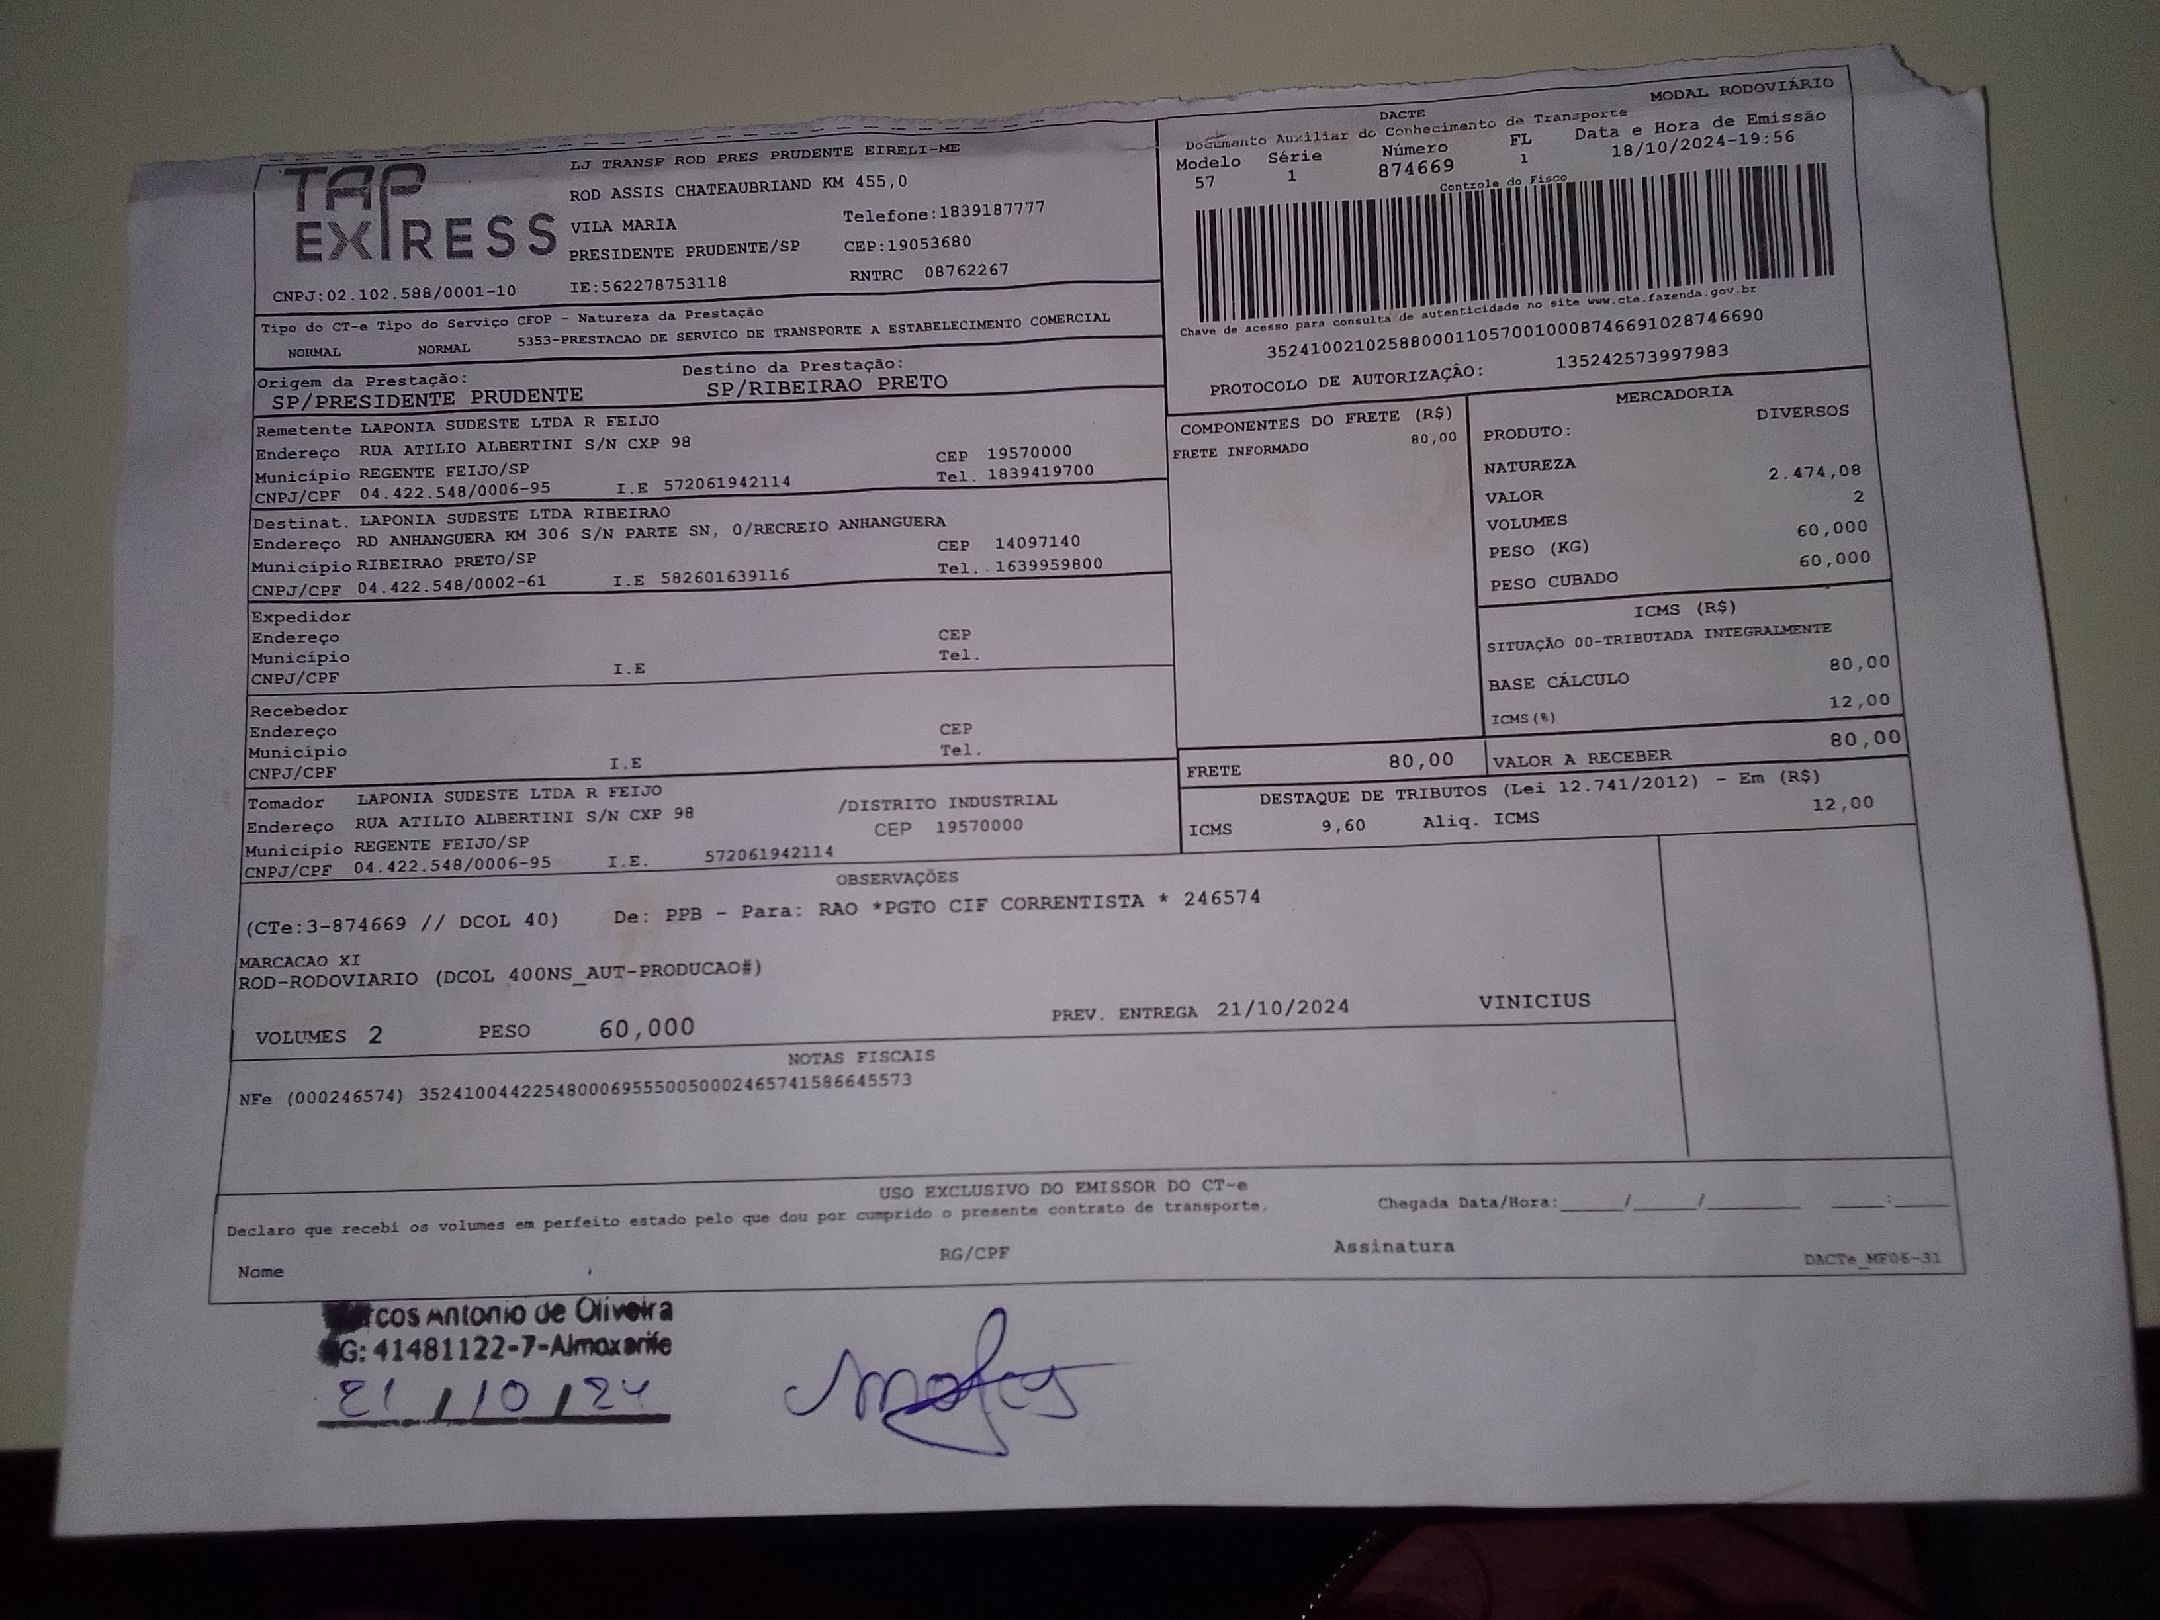 TAP
EXPRESS
CNPJ:02.102.588/0001-10
LJ TRANSP ROD PRES PRUDENTE EIRELI-ME
ROD ASSIS CHATEAUBRIAND KM 455,0
VILA MARIA Telefone:1839187777
PRESIDENTE PRUDENTE/SP CEP:19053680
IE:562278753118 RNTRC 08762267
DACTE MODAL RODOVIÁRIO
Documento Auxiliar do Conhecimento de Transporte
Modelo Série Número FL Data e Hora de Emissão
57 1 874669 1 18/10/2024-19:56
Controle do Fisco
Chave de acesso para consulta de autenticidade no site www.cte.fazenda.gov.br
35241002102588000110570010008746691028746690
PROTOCOLO DE AUTORIZAÇÃO: 135242573997983
Tipo do CT-e Tipo do Serviço CFOP - Natureza da Prestação
NORMAL NORMAL 5353-PRESTACAO DE SERVICO DE TRANSPORTE A ESTABELECIMENTO COMERCIAL
Origem da Prestação: Destino da Prestação:
SP/PRESIDENTE PRUDENTE SP/RIBEIRAO PRETO
Remetente LAPONIA SUDESTE LTDA R FEIJO
Endereço RUA ATILIO ALBERTINI S/N CXP 98
Município REGENTE FEIJO/SP CEP 19570000
CNPJ/CPF 04.422.548/0006-95 I.E 572061942114 Tel. 1839419700
Destinat. LAPONIA SUDESTE LTDA RIBEIRAO
Endereço RD ANHANGUERA KM 306 S/N PARTE SN, 0/RECREIO ANHANGUERA
Município RIBEIRAO PRETO/SP CEP 14097140
CNPJ/CPF 04.422.548/0002-61 I.E 582601639116 Tel. 1639959800
Expedidor
Endereço CEP
Município Tel.
CNPJ/CPF I.E
Recebedor
Endereço CEP
Município Tel.
CNPJ/CPF I.E
Tomador LAPONIA SUDESTE LTDA R FEIJO
Endereço RUA ATILIO ALBERTINI S/N CXP 98 /DISTRITO INDUSTRIAL
Município REGENTE FEIJO/SP CEP 19570000
CNPJ/CPF 04.422.548/0006-95 I.E. 572061942114
COMPONENTES DO FRETE (R$)
FRETE INFORMADO 80,00
MERCADORIA
PRODUTO: DIVERSOS
NATUREZA
VALOR 2.474,08
VOLUMES 2
PESO (KG) 60,000
PESO CUBADO 60,000
ICMS (R$)
SITUAÇÃO 00-TRIBUTADA INTEGRALMENTE
BASE CÁLCULO 80,00
ICMS(%) 12,00
FRETE 80,00 VALOR A RECEBER 80,00
DESTAQUE DE TRIBUTOS (Lei 12.741/2012) - Em (R$)
ICMS 9,60 Aliq. ICMS 12,00
OBSERVAÇÕES
(CTe:3-874669 // DCOL 40) De: PPB - Para: RAO *PGTO CIF CORRENTISTA * 246574
MARCACAO XI
ROD-RODOVIARIO (DCOL 400NS_AUT-PRODUCAO#)
VOLUMES 2 PESO 60,000 PREV. ENTREGA 21/10/2024 VINICIUS
NOTAS FISCAIS
NFe (000246574) 35241004422548000695550050002465741586645573
USO EXCLUSIVO DO EMISSOR DO CT-e
Declaro que recebi os volumes em perfeito estado pelo que dou por cumprido o presente contrato de transporte. Chegada Data/Hora:____/____/______ ____:____
Nome RG/CPF Assinatura DACTe_MF06-31
cos Antonio de Oliveira
G: 41481122-7-Almoxarife
21/10/24